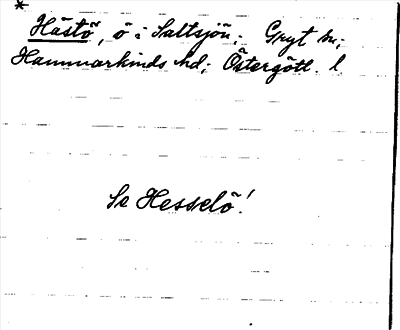 *
Hästö, ö i Saltsjön; Gryt sn;
Hammarkinds hd; Östergötl. l
Se Hesselö!